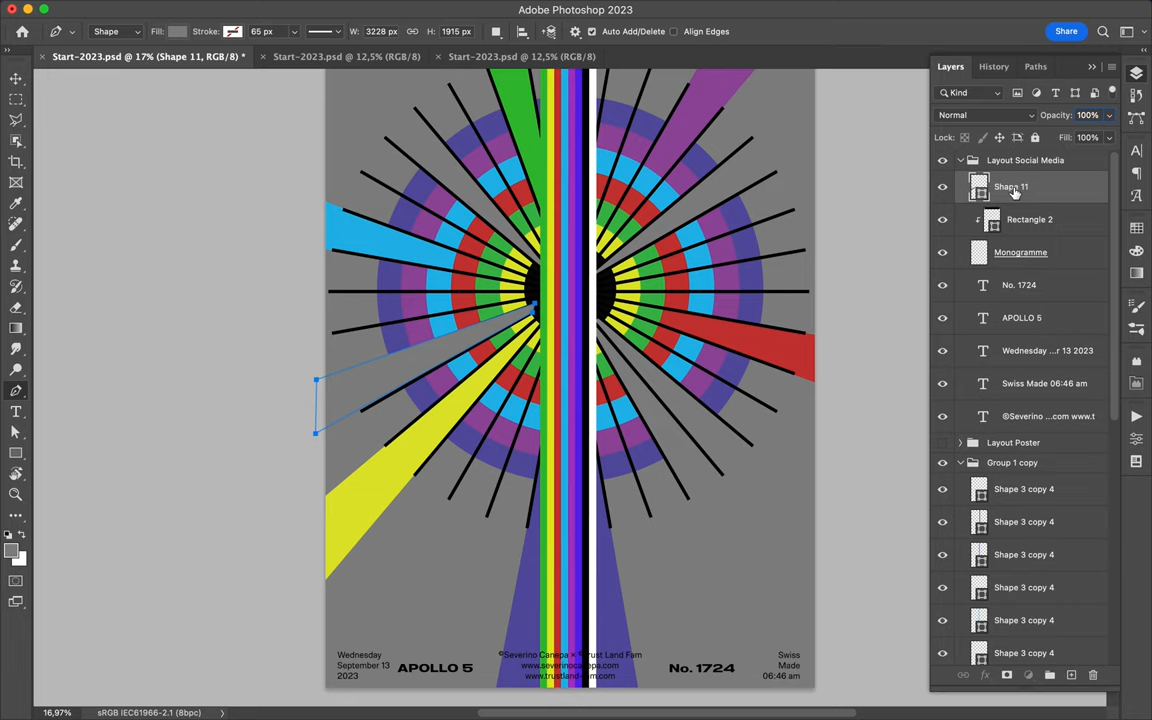 Adobe Photoshop 2023
Shape
Fill:
Stroke:
65 px
W: 3228 px
H: 1915 px
Auto Add/Delete
Align Edges
Share
Start-2023.psd @ 17% (Shape 11, RGB/8) *
Start-2023.psd @ 12,5% (RGB/8)
Start-2023.psd @ 12,5% (RGB/8)
Layers
History
Paths
Kind
Normal
Opacity: 100%
Lock:
Fill: 100%
Layout Social Media
Shape 11
Rectangle 2
Monogramme
No. 1724
APOLLO 5
Wednesday ...r 13 2023
Swiss Made 06:46 am
©Severino ...com www.t
Layout Poster
Group 1 copy
Shape 3 copy 4
Shape 3 copy 4
Shape 3 copy 4
Shape 3 copy 4
Shape 3 copy 4
Shape 3 copy 4
Wednesday
September 13
2023
APOLLO 5
©Severino Canepa
Trust Land Fam
www.severinocanepa.com
www.trustland-fam.com
No. 1724
Swiss
Made
06:46 am
16,97%
sRGB IEC61966-2.1 (8bpc)